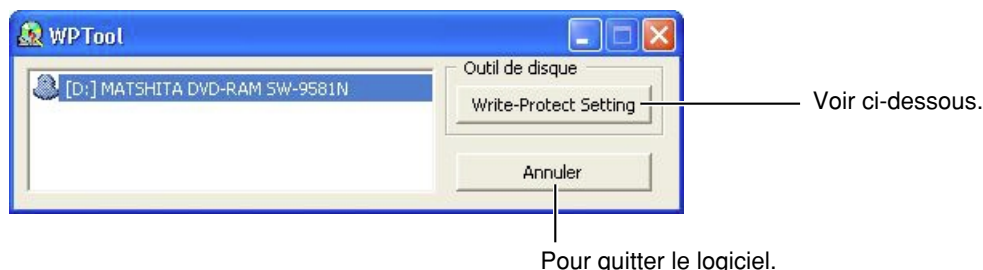 WPTool
[D:] MATSHITA DVD-RAM SW-9581N
Outil de disque
Write-Protect Setting
Voir ci-dessous.
Annuler
Pour quitter le logiciel.